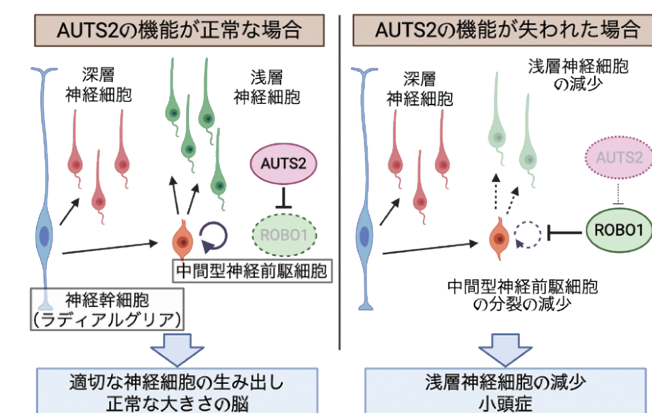 AUTS2の機能が正常な場合
深層
神経細胞
浅層
神経細胞
AUTS2
ROBO1
中間型神経前駆細胞
神経幹細胞
(ラディアルグリア)
適切な神経細胞の生み出し
正常な大きさの脳
AUTS2の機能が失われた場合
深層
神経細胞
浅層神経細胞
の減少
AUTS2
ROBO1
中間型神経前駆細胞
の分裂の減少
浅層神経細胞の減少
小頭症